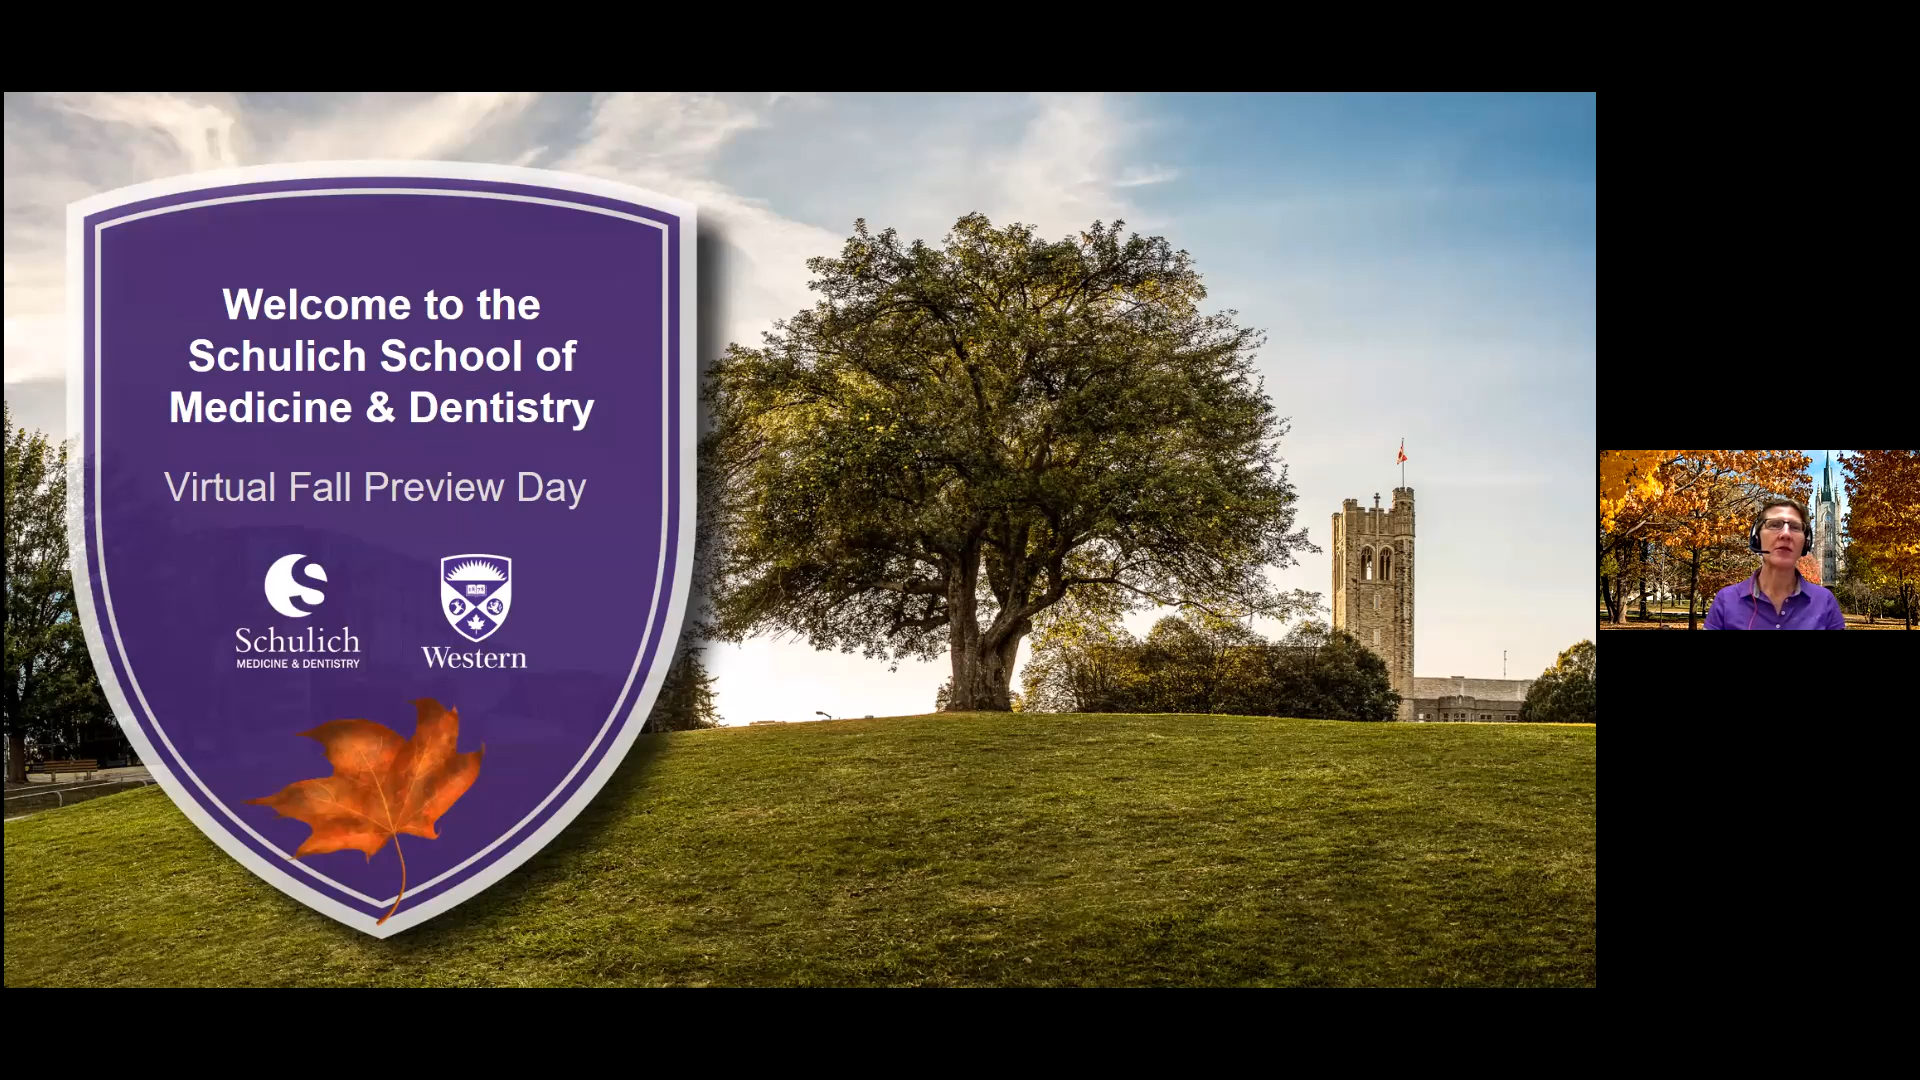 Welcome to the
Schulich School of
Medicine & Dentistry
Virtual Fall Preview Day
Schulich
MEDICINE & DENTISTRY
Western